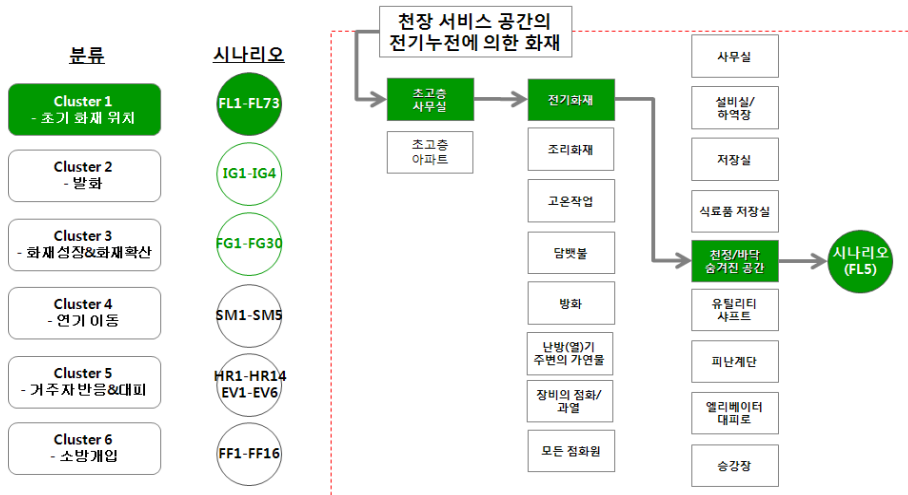 천장 서비스 공간의
전기누전에 의한 화재
분류
시나리오
Cluster 1
- 초기 화재 위치
FL1-FL73
Cluster 2
- 발화
IG1-IG4
Cluster 3
- 화재성장&화재확산
FG1-FG30
Cluster 4
- 연기 이동
SM1-SM5
Cluster 5
- 거주자 반응&대피
HR1-HR14
EV1-EV6
Cluster 6
- 소방개입
FF1-FF16
초고층
사무실
초고층
아파트
전기화재
조리화재
고온작업
담뱃불
방화
난방(열)기
주변의 가연물
장비의 점화/
과열
모든 점화원
사무실
설비실/
하역장
저장실
식료품 저장실
천정/바닥
숨겨진 공간
유틸리티
샤프트
피난계단
엘리베이터
대피로
승강장
시나리오
(FL5)